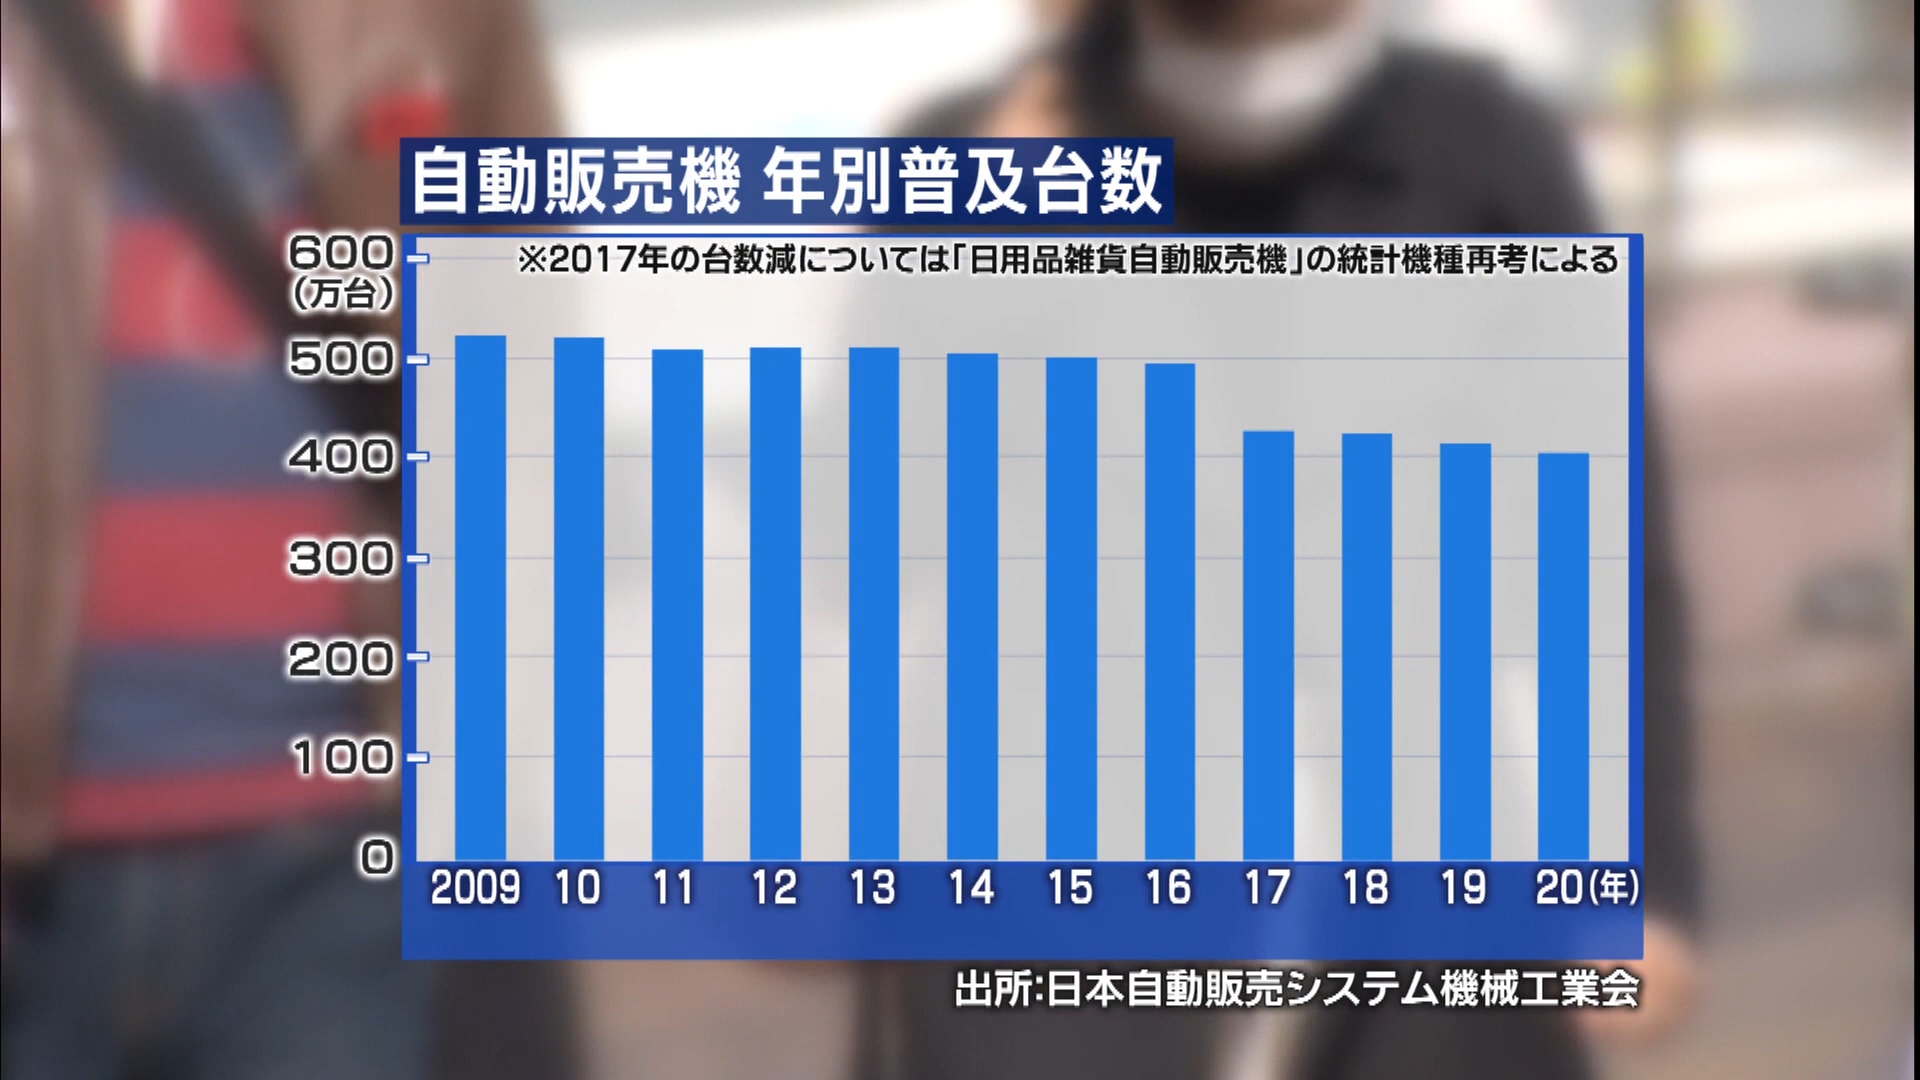 自動販売機 年別普及台数
※2017年の台数減については「日用品雑貨自動販売機」の統計機種再考による
600
(万台)
500
400
300
200
100
0
2009 10 11 12 13 14 15 16 17 18 19 20(年)
出所:日本自動販売システム機械工業会